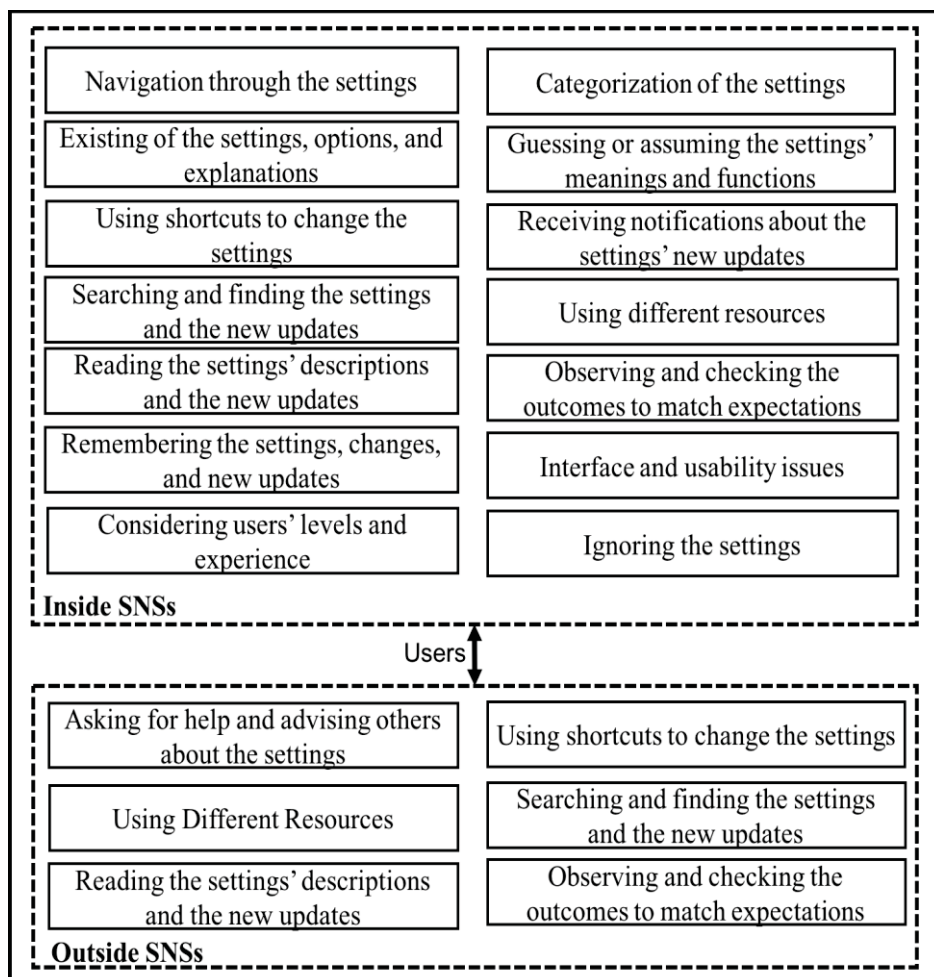 Navigation through the settings
Categorization of the settings
Existing of the settings, options, and
explanations
Guessing or assuming the settings’
meanings and functions
Using shortcuts to change the
settings
Receiving notifications about the
settings’ new updates
Searching and finding the settings
and the new updates
Using different resources
Reading the settings’ descriptions
and the new updates
Observing and checking the
outcomes to match expectations
Remembering the settings, changes,
and new updates
Interface and usability issues
Considering users’ levels and
experience
Ignoring the settings
Inside SNSs
Users
Asking for help and advising others
about the settings
Using shortcuts to change the settings
Using Different Resources
Searching and finding the settings
and the new updates
Reading the settings’ descriptions
and the new updates
Observing and checking the
outcomes to match expectations
Outside SNSs